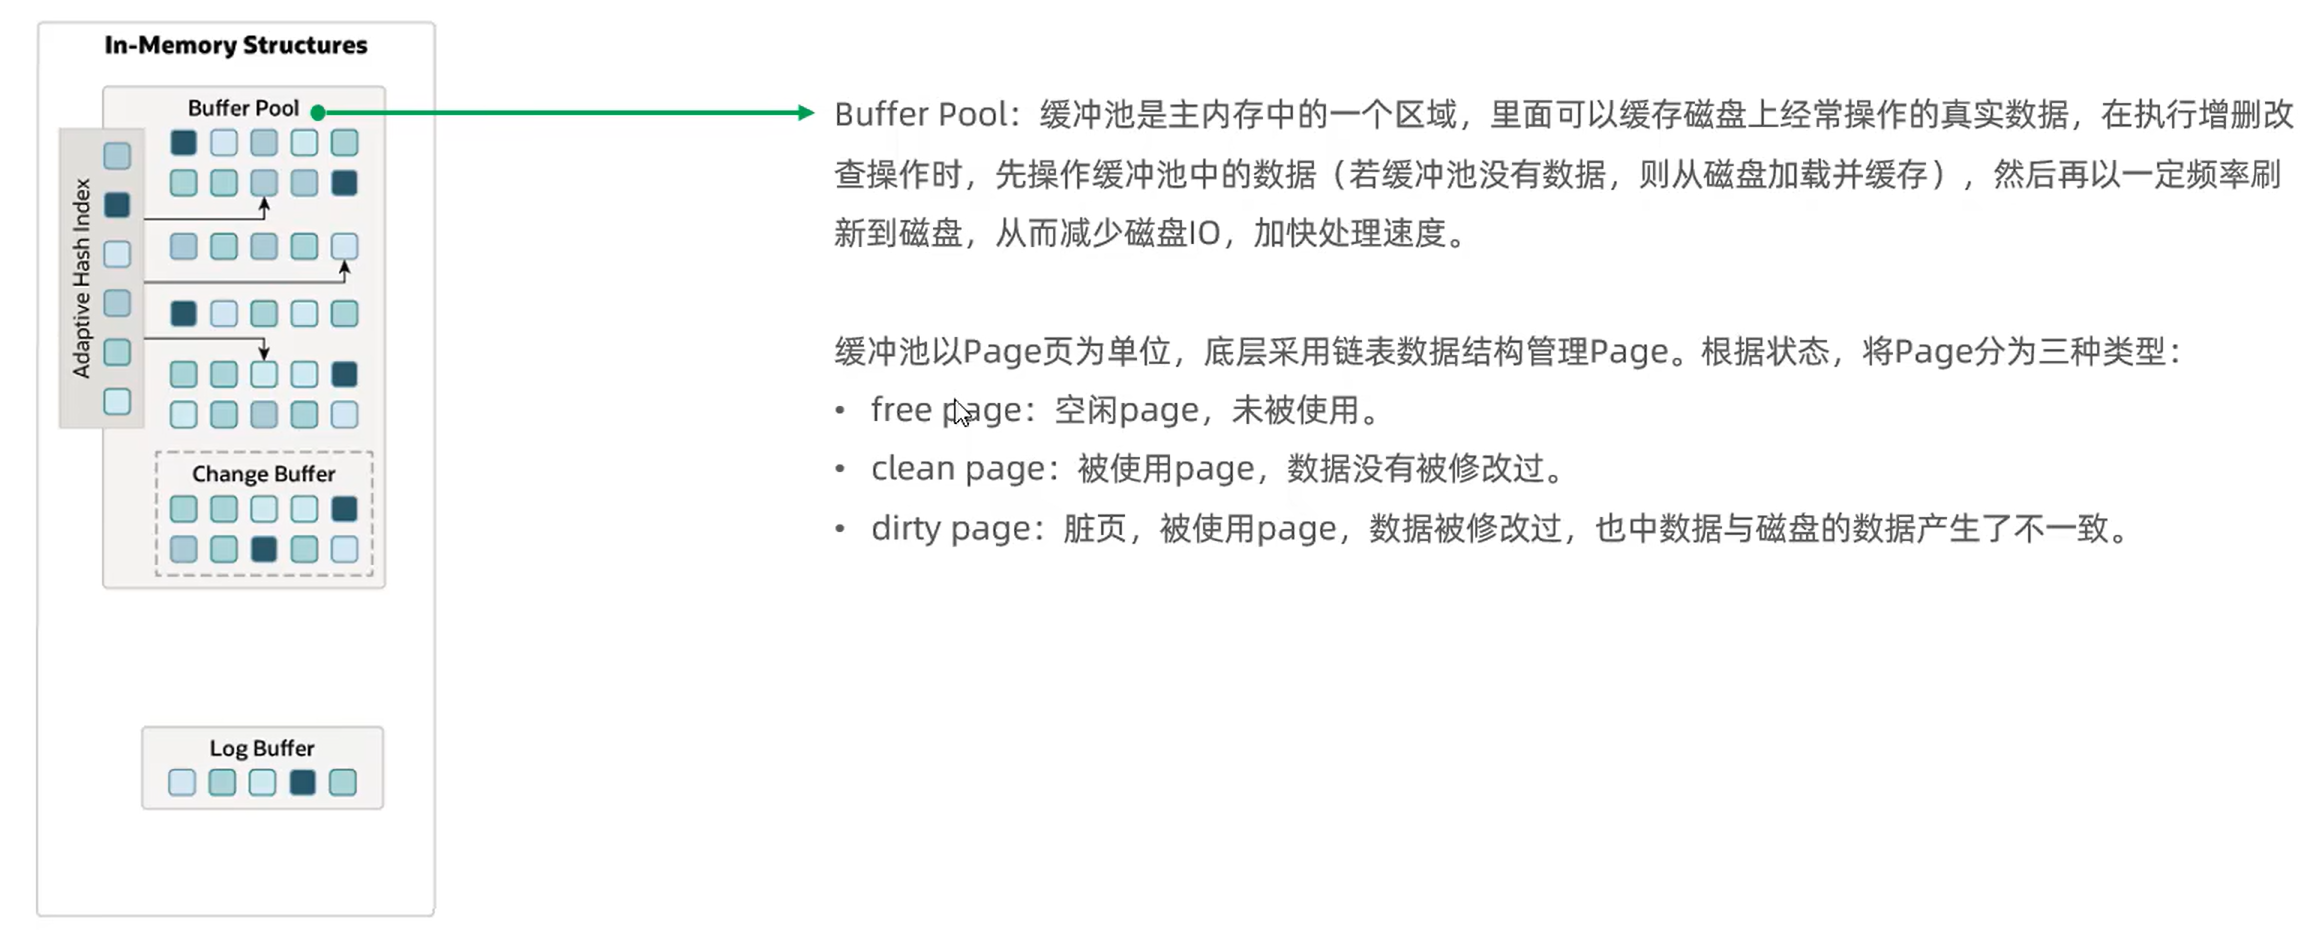 In-Memory Structures
Buffer Pool
Adaptive Hash Index
Change Buffer
Log Buffer
Buffer Pool：缓冲池是主内存中的一个区域，里面可以缓存磁盘上经常操作的真实数据，在执行增删改
查操作时，先操作缓冲池中的数据（若缓冲池没有数据，则从磁盘加载并缓存），然后再以一定频率刷
新到磁盘，从而减少磁盘IO，加快处理速度。
缓冲池以Page页为单位，底层采用链表数据结构管理Page。根据状态，将Page分为三种类型：
• free page：空闲page，未被使用。
• clean page：被使用page，数据没有被修改过。
• dirty page：脏页，被使用page，数据被修改过，也中数据与磁盘的数据产生了不一致。